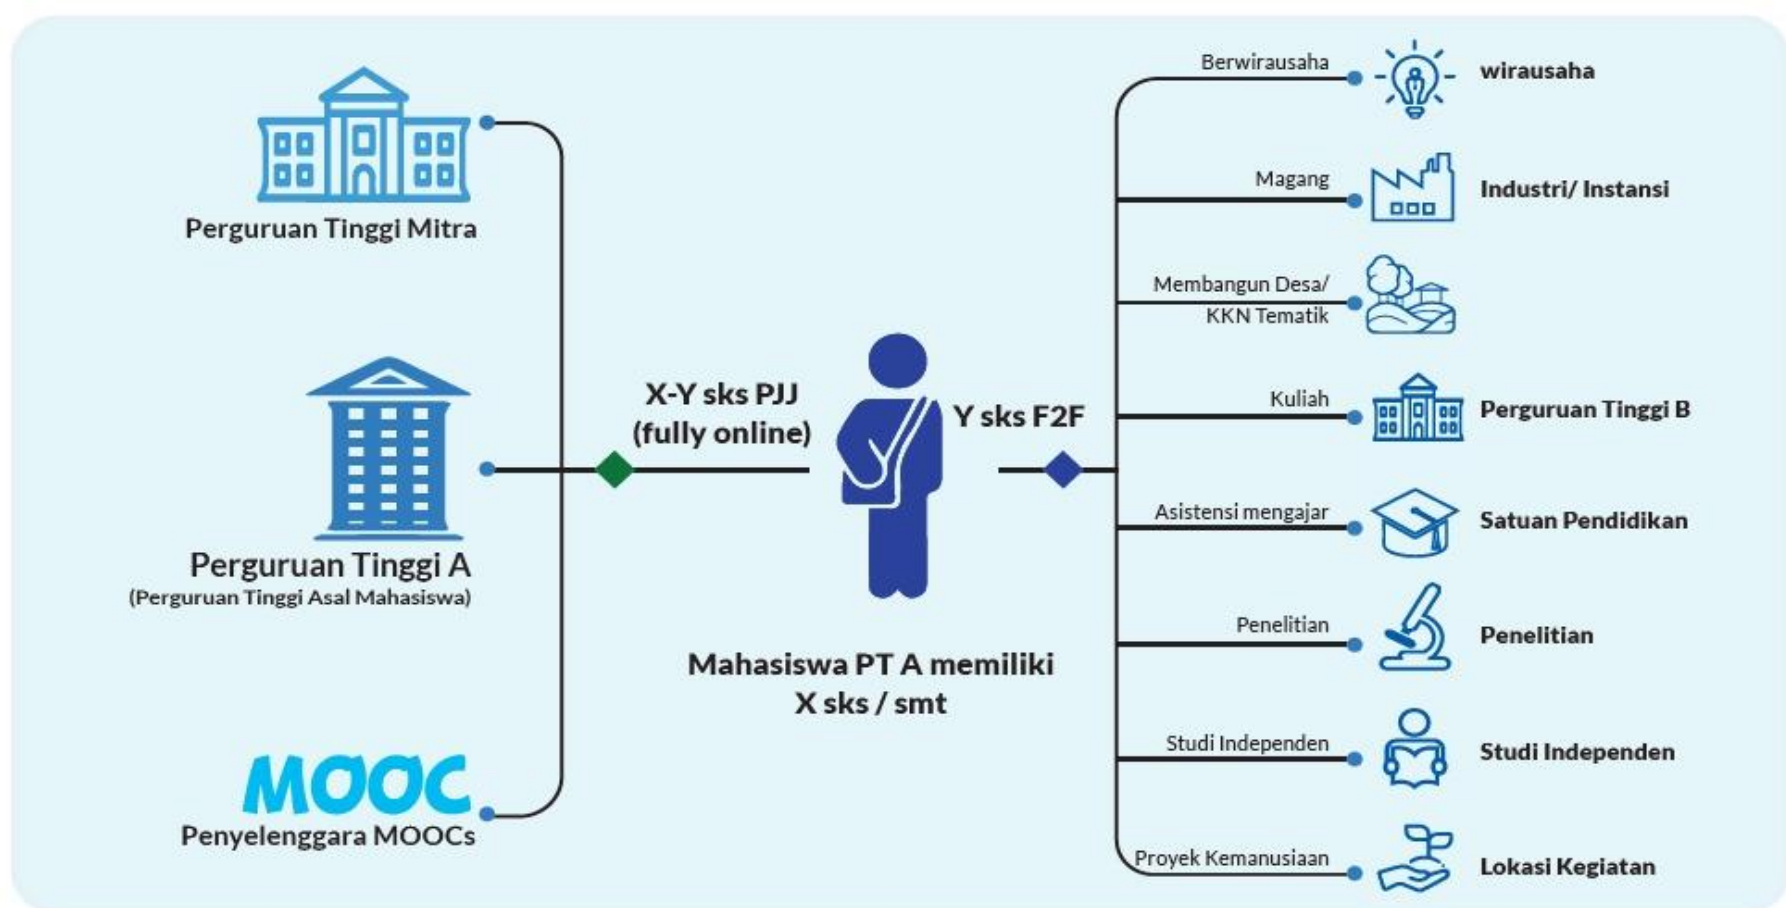 Perguruan Tinggi Mitra
Perguruan Tinggi A
(Perguruan Tinggi Asal Mahasiswa)
MOOC
Penyelenggara MOOCs
X-Y sks PJJ
(fully online)
Y sks F2F
Mahasiswa PT A memiliki
X sks / smt
Berwirausaha
wirausaha
Magang
Industri/ Instansi
Membangun Desa/
KKN Tematik
Kuliah
Perguruan Tinggi B
Asistensi mengajar
Satuan Pendidikan
Penelitian
Penelitian
Studi Independen
Studi Independen
Proyek Kemanusiaan
Lokasi Kegiatan